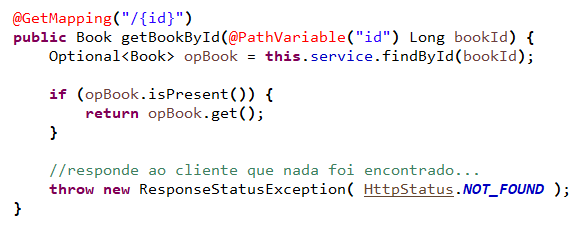 @GetMapping("/{id}")
public Book getBookById(@PathVariable("id") Long bookId) {
Optional<Book> opBook = this.service.findById(bookId);
if (opBook.isPresent()) {
return opBook.get();
}
//responde ao cliente que nada foi encontrado...
throw new ResponseStatusException( HttpStatus.NOT_FOUND );
}